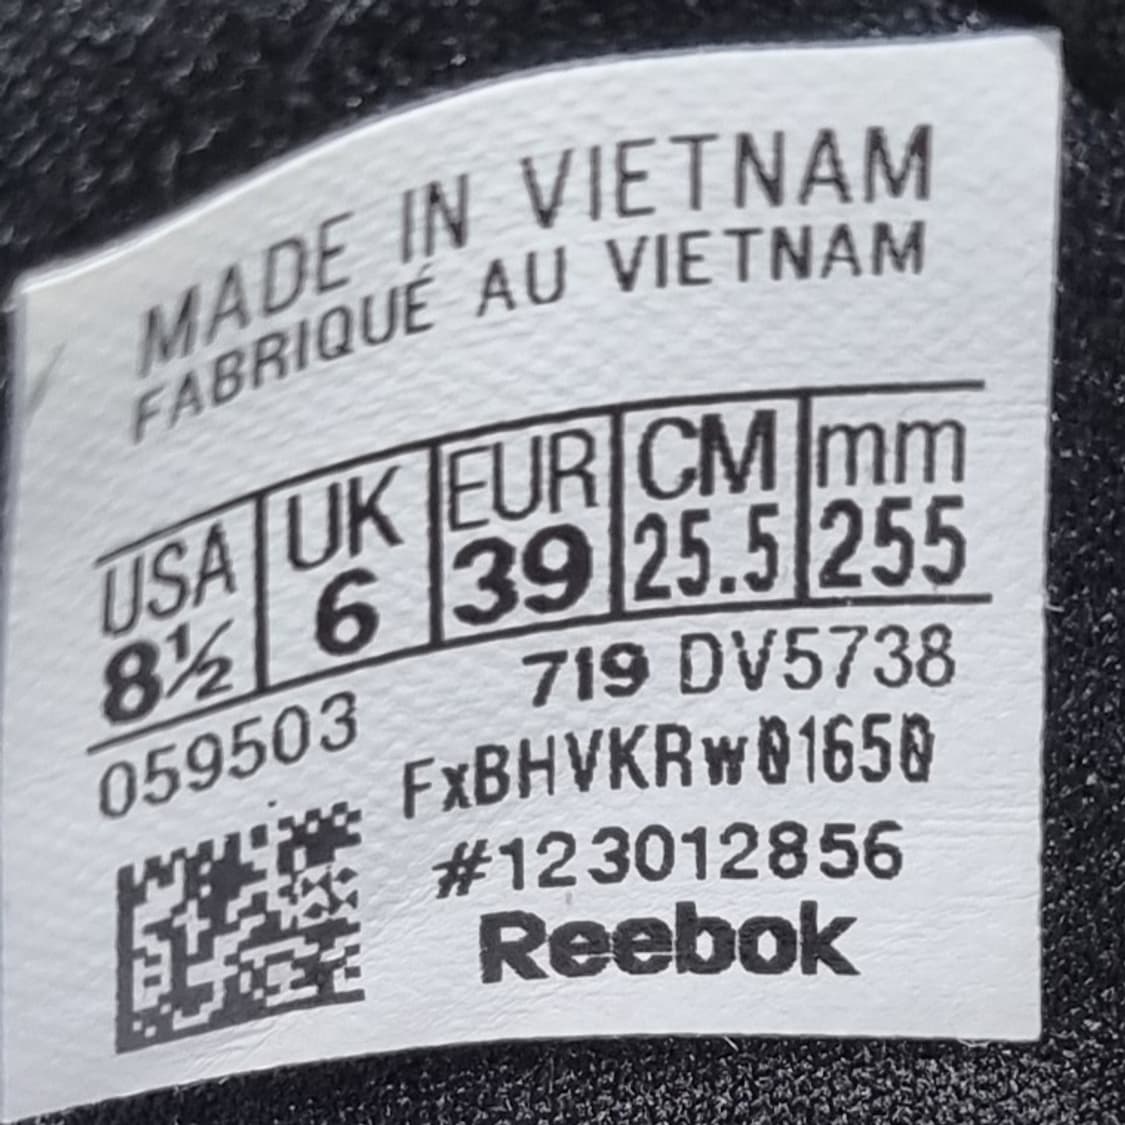 MADE IN VIETNAM
FABRIQUÉ AU VIETNAM
USA UK EUR CM mm
8½ 6 39 25.5 255
059503 719 DV5738
FxBHVKRw01650
#123012856
Reebok